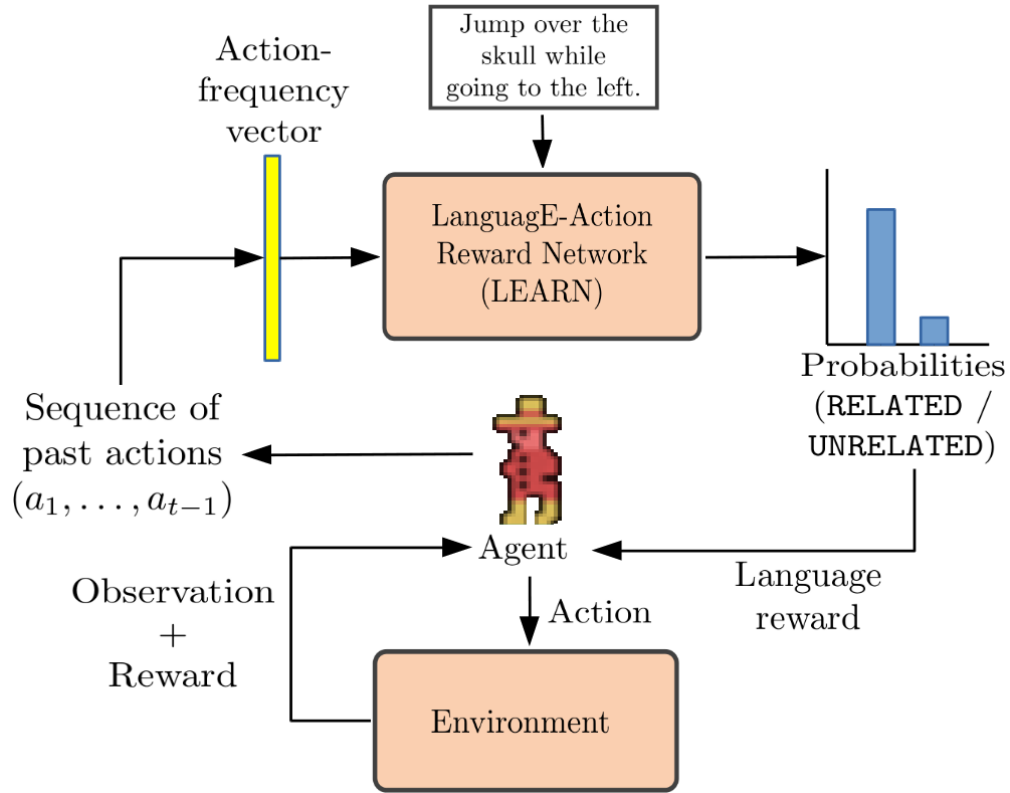 Jump over the
skull while
going to the left.
Action-
frequency
vector
LanguagE-Action
Reward Network
(LEARN)
Probabilities
(RELATED /
UNRELATED)
Sequence of
past actions
(a₁, . . . , aₜ₋₁)
Agent
Language
reward
Observation
+
Reward
Action
Environment